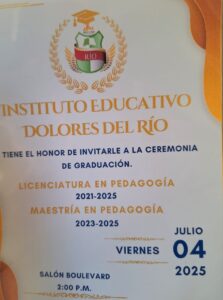 RÍO
INSTITUTO EDUCATIVO
DOLORES DEL RÍO
TIENE EL HONOR DE INVITARLE A LA CEREMONIA
DE GRADUACIÓN.
LICENCIATURA EN PEDAGOGÍA
2021-2025
MAESTRÍA EN PEDAGOGÍA
2023-2025
JULIO
VIERNES 04
2025
SALÓN BOULEVARD
2:00 P.M.